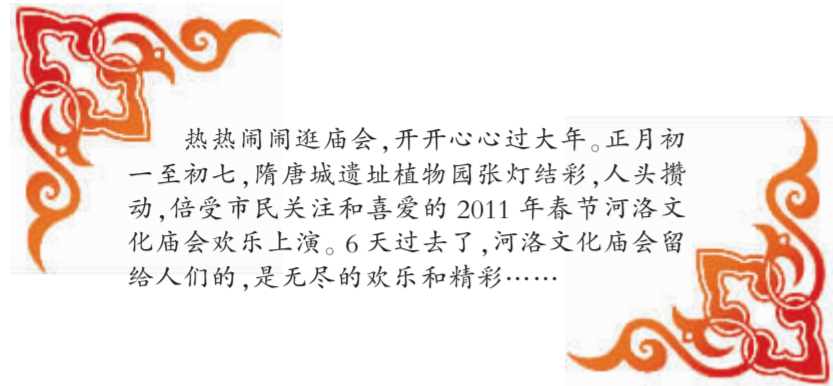 热热闹闹逛庙会,开开心心过大年。正月初
一至初七,隋唐城遗址植物园张灯结彩,人头攒
动,倍受市民关注和喜爱的 2011 年春节河洛文
化庙会欢乐上演。6 天过去了,河洛文化庙会留
给人们的,是无尽的欢乐和精彩……